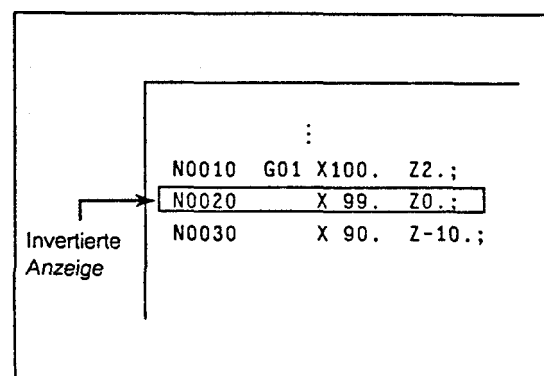 ⋮
N0010 G01 X100. Z2.;
N0020 X 99. Z0.;
N0030 X 90. Z-10.;
Invertierte
Anzeige